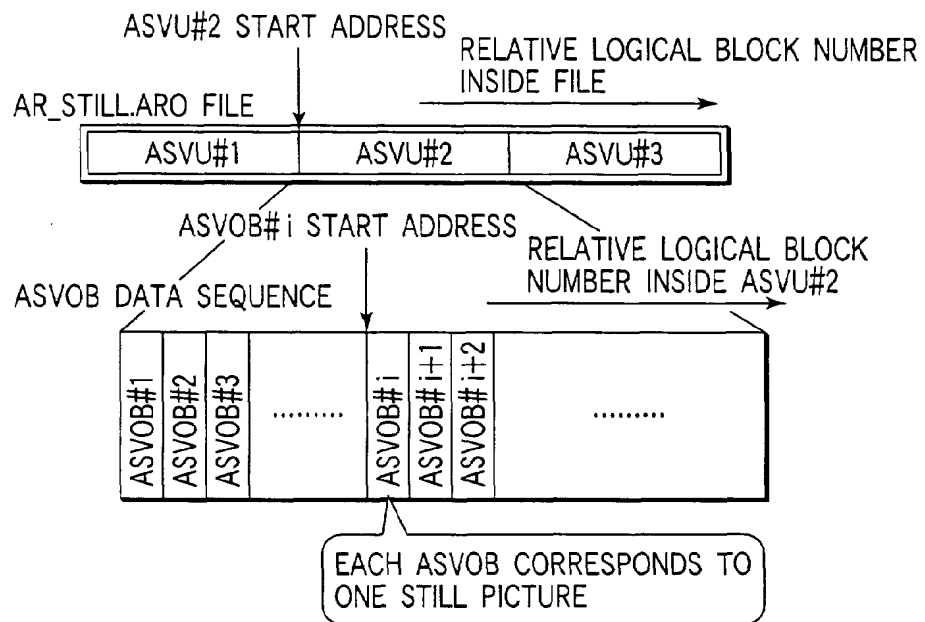 ASVU#2 START ADDRESS
RELATIVE LOGICAL BLOCK NUMBER
INSIDE FILE
AR_STILL.ARO FILE
ASVU#1
ASVU#2
ASVU#3
ASVOB#i START ADDRESS
RELATIVE LOGICAL BLOCK
NUMBER INSIDE ASVU#2
ASVOB DATA SEQUENCE
ASVOB#1
ASVOB#2
ASVOB#3
.........
ASVOB#i
ASVOB#i+1
ASVOB#i+2
.........
EACH ASVOB CORRESPONDS TO
ONE STILL PICTURE